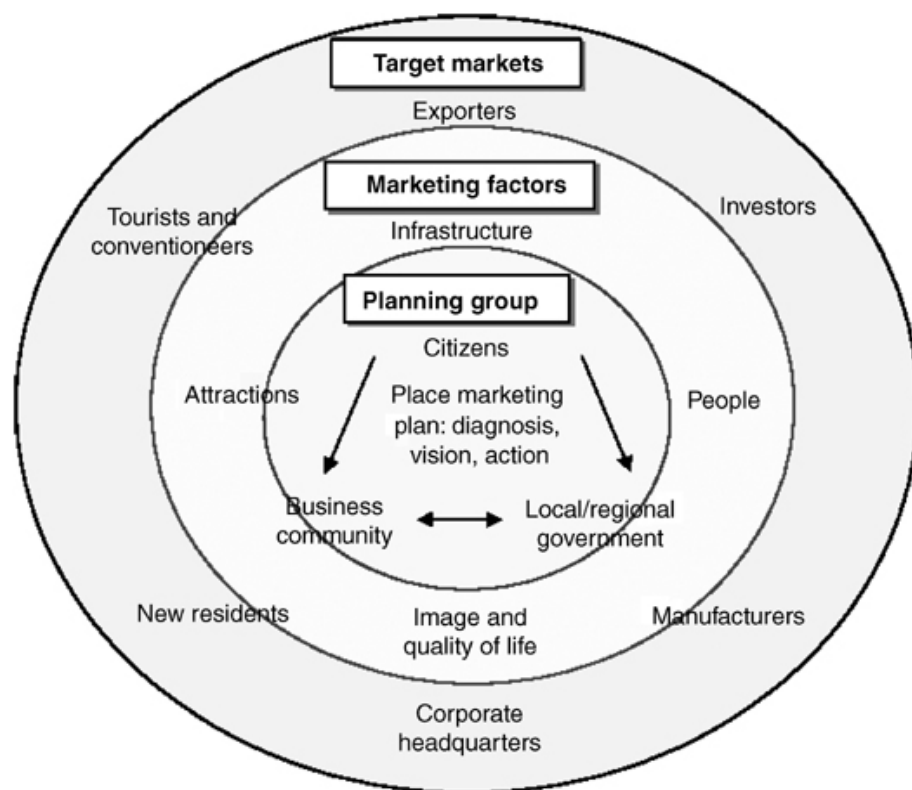 Target markets
Exporters
Marketing factors
Tourists and
conventioneers
Investors
Infrastructure
Planning group
Citizens
Attractions
Place marketing
plan: diagnosis,
vision, action
People
Business
community
Local/regional
government
New residents
Image and
quality of life
Manufacturers
Corporate
headquarters